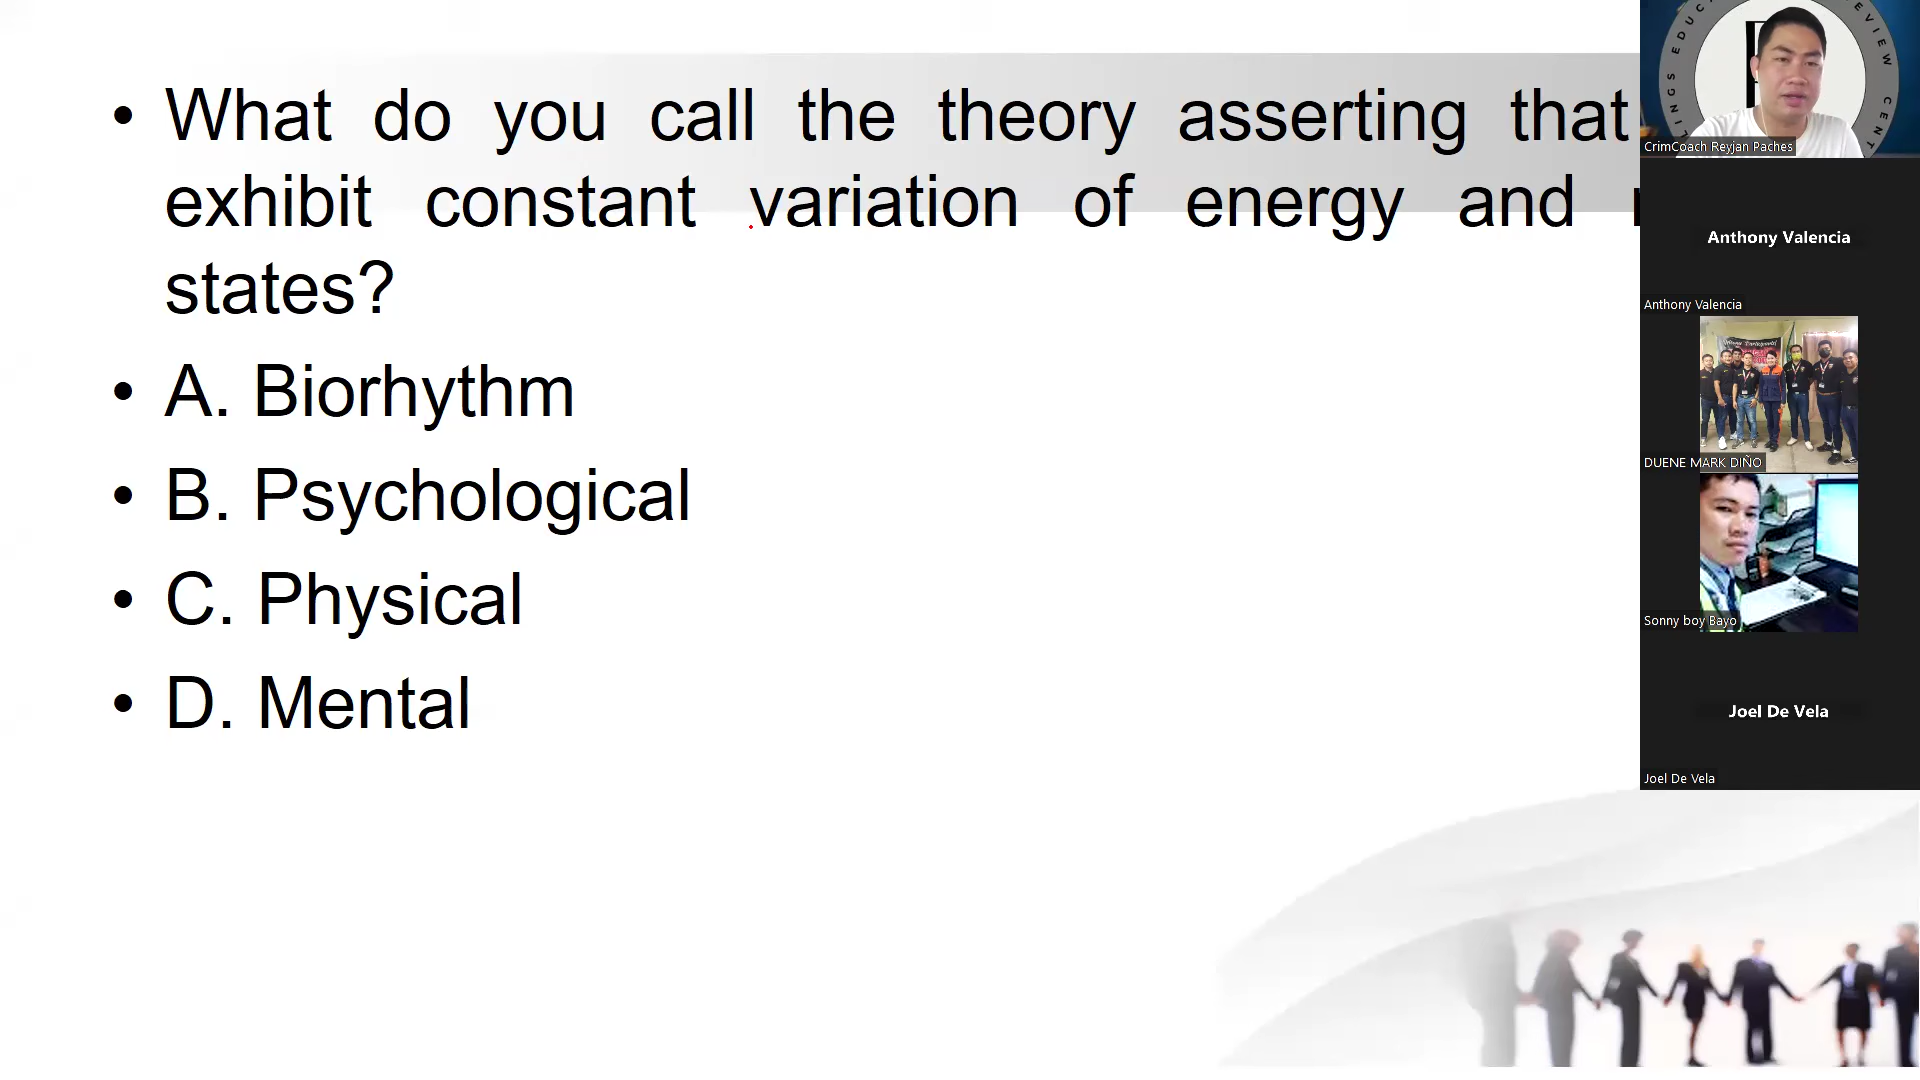 • What do you call the theory asserting that
exhibit constant variation of energy and
states?
• A. Biorhythm
• B. Psychological
• C. Physical
• D. Mental
CrimCoach Reyjan Paches
Anthony Valencia
Anthony Valencia
DUENE MARK DIÑO
Sonny boy Bayo
Joel De Vela
Joel De Vela